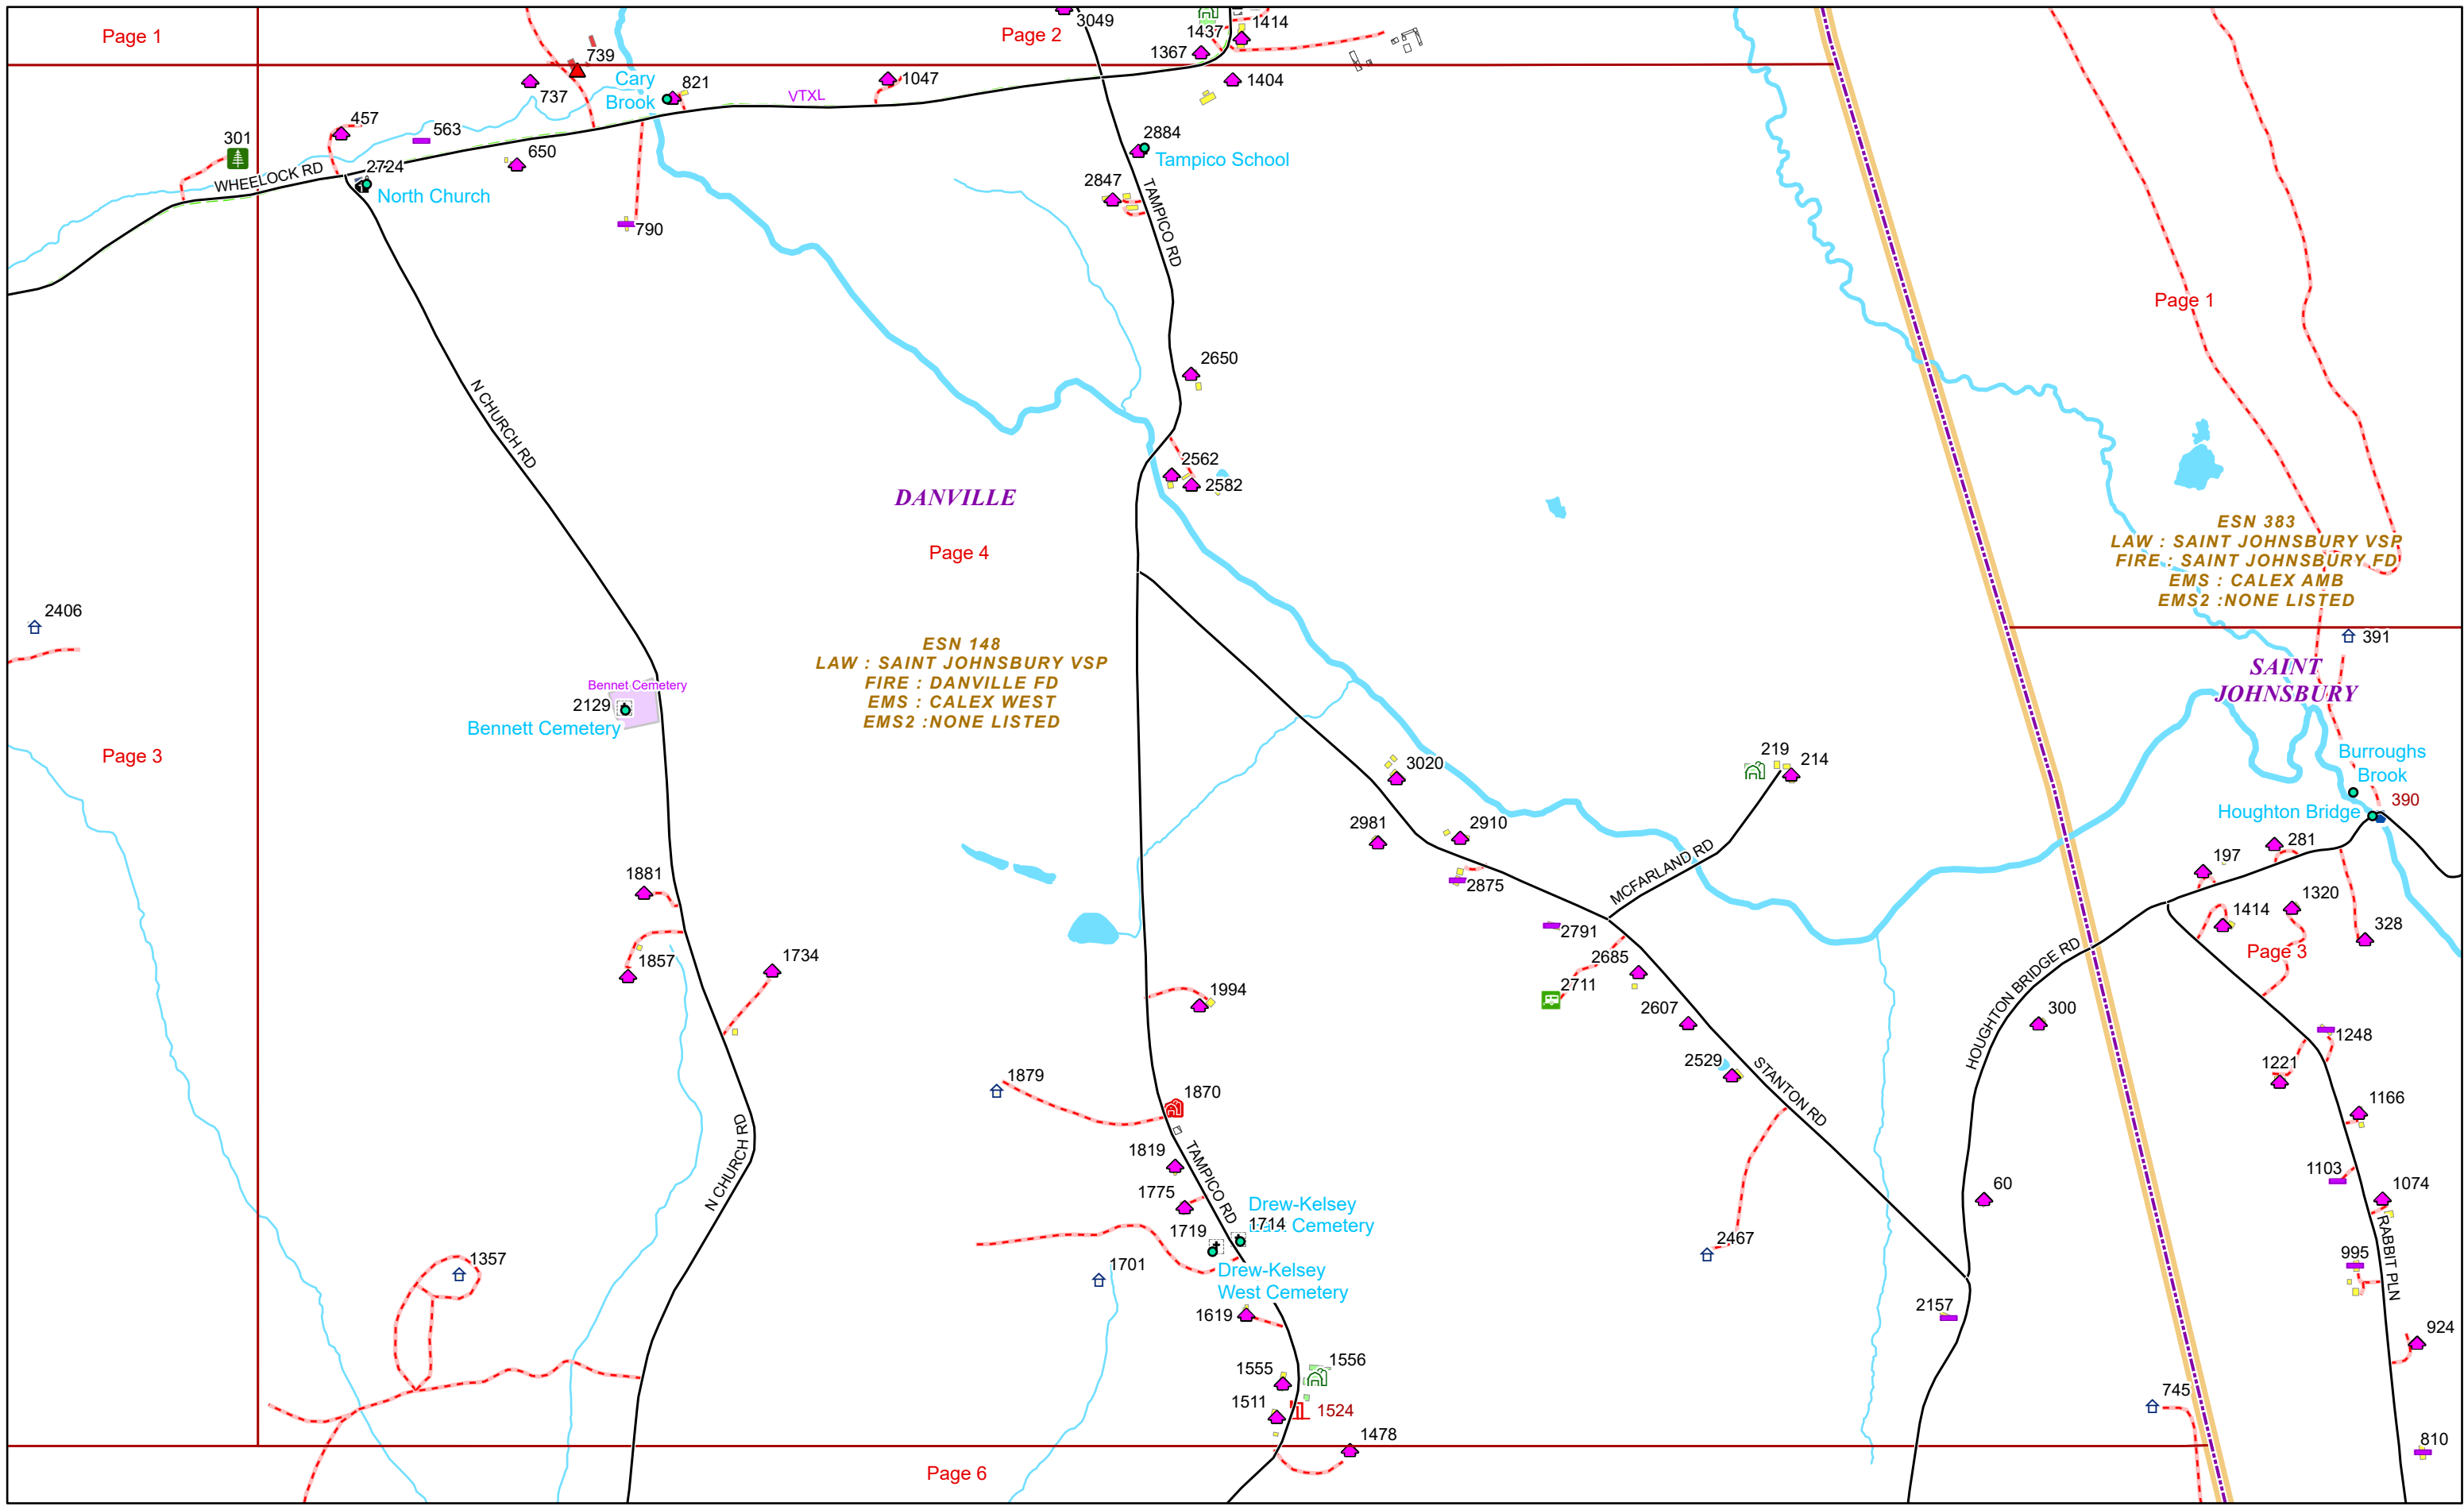 Page 1
Page 2
3049
1437
1414
1367
739
Cary
Brook
821
1047
VTXL
1404
737
457
563
301
650
2724
WHEELOCK RD
North Church
790
2884
Tampico School
2847
TAMPICO RD
Page 1
2650
N CHURCH RD
2562
2582
DANVILLE
Page 4
ESN 383
LAW : SAINT JOHNSBURY VSP
FIRE : SAINT JOHNSBURY FD
EMS : CALEX AMB
EMS2 :NONE LISTED
2406
391
ESN 148
LAW : SAINT JOHNSBURY VSP
FIRE : DANVILLE FD
EMS : CALEX WEST
EMS2 :NONE LISTED
SAINT
JOHNSBURY
Bennet Cemetery
2129
Bennett Cemetery
Page 3
3020
219
214
Burroughs
Brook
390
Houghton Bridge
2981
2910
281
197
MCFARLAND RD
2875
1881
1320
1414
328
2791
1857
1734
2685
2711
Page 3
HOUGHTON BRIDGE RD
1994
2607
300
1248
2529
1221
STANTON RD
1879
1870
1166
N CHURCH RD
1819
TAMPICO RD
1103
1074
1775
60
Drew-Kelsey
Cemetery
1719
1714
2467
RABBIT PLN
1357
1701
995
Drew-Kelsey
West Cemetery
1619
2157
924
1555
1556
745
1511
1524
1478
810
Page 6